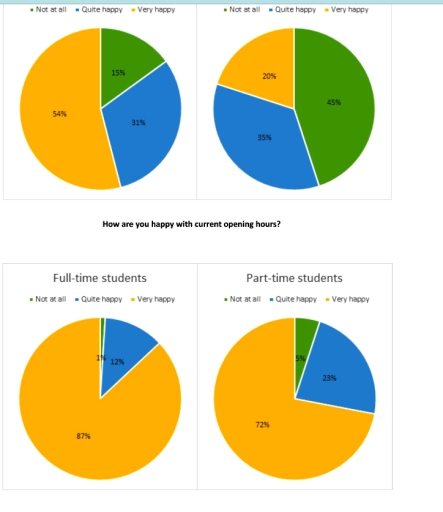 Not at all Quite happy Very happy
Not at all Quite happy Very happy
15%
31%
54%
45%
35%
20%
How are you happy with current opening hours?
Full-time students
Not at all Quite happy Very happy
1%
12%
87%
Part-time students
Not at all Quite happy Very happy
5%
23%
72%